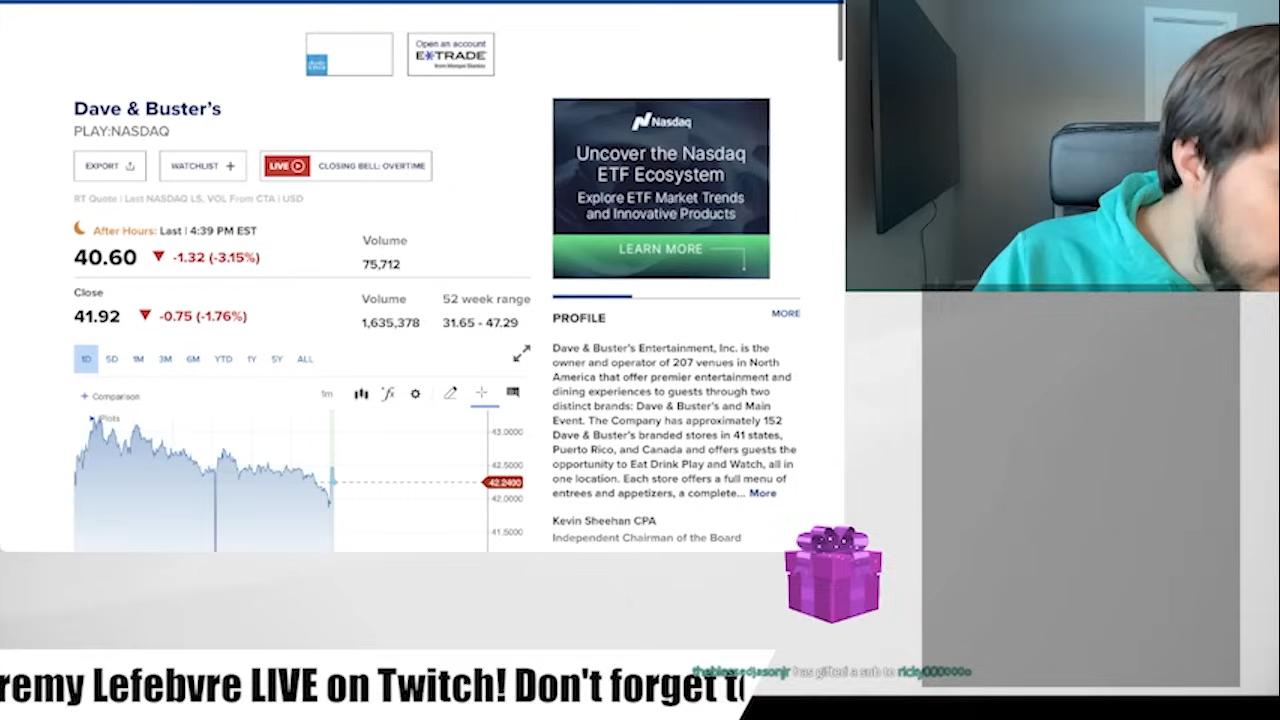 Open an account
E*TRADE
from Morgan Stanley
Dave & Buster's
PLAY:NASDAQ
EXPORT
WATCHLIST +
LIVE
CLOSING BELL: OVERTIME
RT Quote | Last NASDAQ LS, VOL From CTA | USD
After Hours: Last | 4:39 PM EST
40.60 -1.32 (-3.15%)
Volume
75,712
Close
41.92 -0.75 (-1.76%)
Volume
1,635,378
52 week range
31.65 - 47.29
1D 5D 1M 3M 6M YTD 1Y 5Y ALL
+ Comparison
1m
Plots
43.0000
42.5000
42.2400
42.0000
41.5000
Nasdaq
Uncover the Nasdaq
ETF Ecosystem
Explore ETF Market Trends
and Innovative Products
LEARN MORE
PROFILE
MORE
Dave & Buster's Entertainment, Inc. is the
owner and operator of 207 venues in North
America that offer premier entertainment and
dining experiences to guests through two
distinct brands: Dave & Buster's and Main
Event. The Company has approximately 152
Dave & Buster's branded stores in 41 states,
Puerto Rico, and Canada and offers guests the
opportunity to Eat Drink Play and Watch, all in
one location. Each store offers a full menu of
entrees and appetizers, a complete... More
Kevin Sheehan CPA
Independent Chairman of the Board
theblessedjasonjr has gifted a sub to
remy Lefebvre LIVE on Twitch! Don't forget t